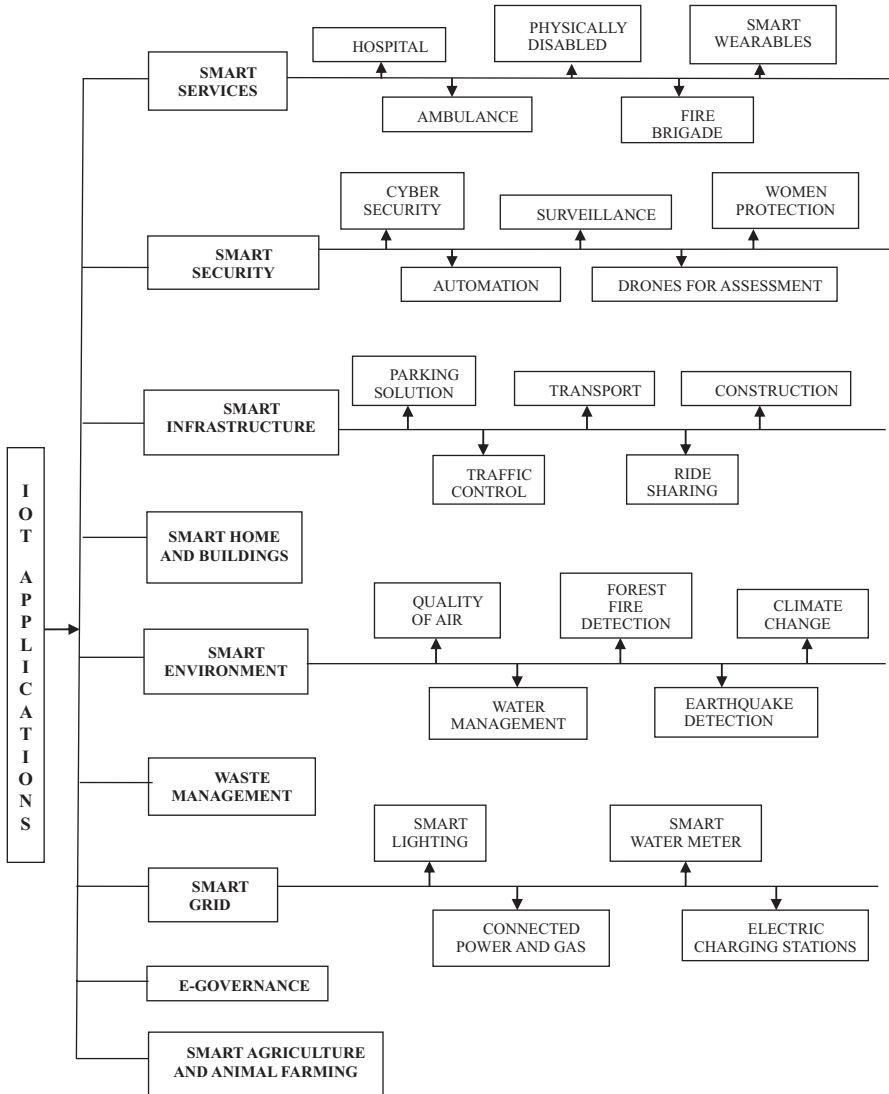 IOT APPLICATIONS
SMART
SERVICES
HOSPITAL
AMBULANCE
PHYSICALLY
DISABLED
FIRE
BRIGADE
SMART
WEARABLES
SMART
SECURITY
CYBER
SECURITY
AUTOMATION
SURVEILLANCE
DRONES FOR ASSESSMENT
WOMEN
PROTECTION
SMART
INFRASTRUCTURE
PARKING
SOLUTION
TRAFFIC
CONTROL
TRANSPORT
RIDE
SHARING
CONSTRUCTION
SMART HOME
AND BUILDINGS
SMART
ENVIRONMENT
QUALITY
OF AIR
WATER
MANAGEMENT
FOREST
FIRE
DETECTION
EARTHQUAKE
DETECTION
CLIMATE
CHANGE
WASTE
MANAGEMENT
SMART
GRID
SMART
LIGHTING
CONNECTED
POWER AND GAS
SMART
WATER METER
ELECTRIC
CHARGING STATIONS
E-GOVERNANCE
SMART AGRICULTURE
AND ANIMAL FARMING